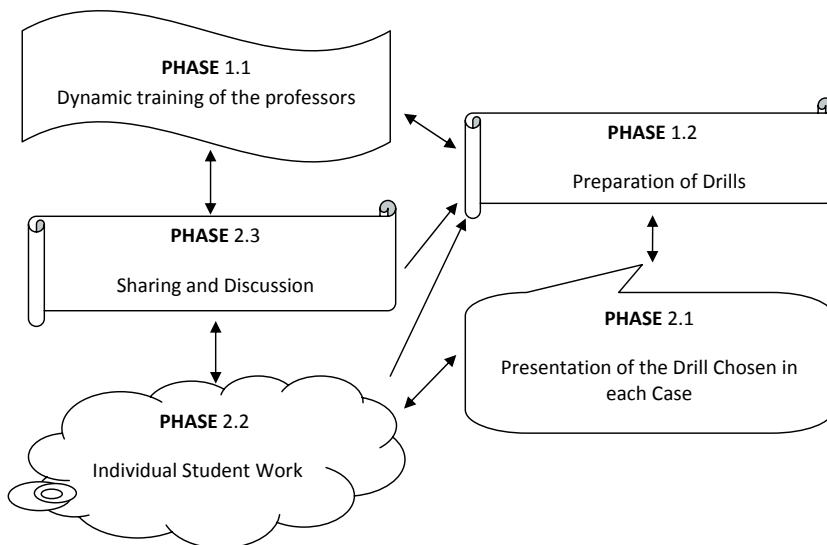 PHASE 1.1
Dynamic training of the professors
PHASE 1.2
Preparation of Drills
PHASE 2.3
Sharing and Discussion
PHASE 2.1
Presentation of the Drill Chosen in
each Case
PHASE 2.2
Individual Student Work